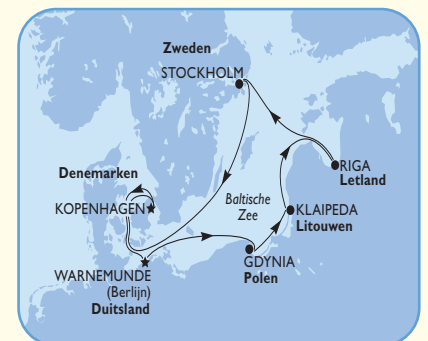 Zweden
STOCKHOLM
Denemarken
KOPENHAGEN
Baltische
Zee
RIGA
Letland
KLAIPEDA
Litouwen
GDYNIA
Polen
WARNEMUNDE
(Berlijn)
Duitsland